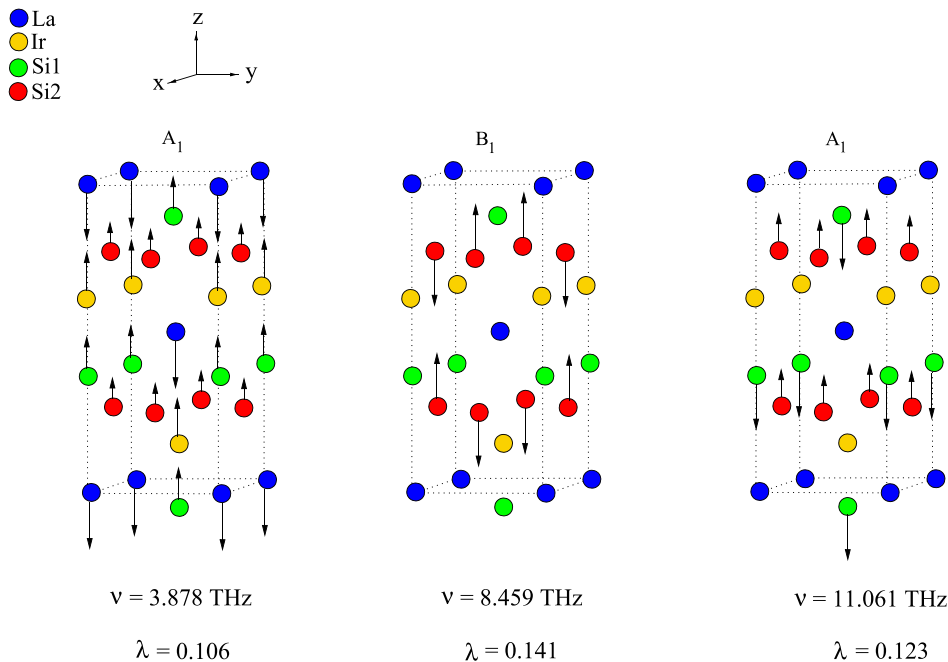 La
Ir
Si1
Si2
z
x
y
A1
B1
A1
ν = 3.878 THz
ν = 8.459 THz
ν = 11.061 THz
λ = 0.106
λ = 0.141
λ = 0.123